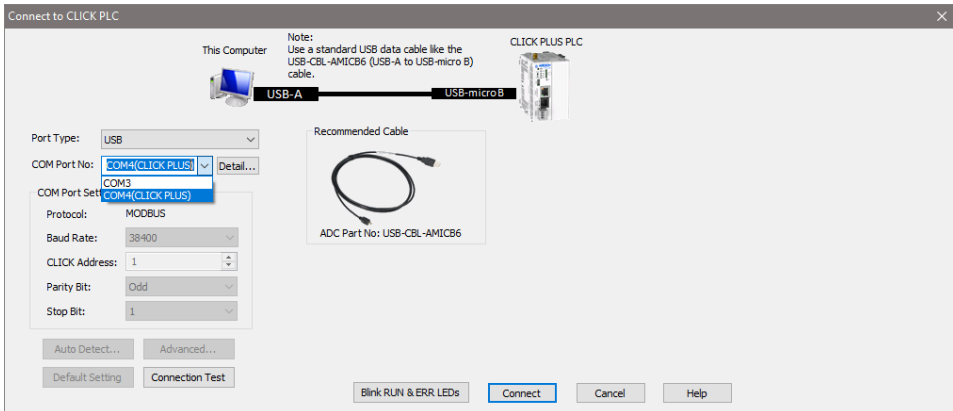 Connect to CLICK PLC
This Computer
Note:
Use a standard USB data cable like the
USB-CBL-AMICB6 (USB-A to USB-micro B)
cable.
CLICK PLUS PLC
USB-A
USB-micro B
Port Type:
USB
COM Port No:
COM4(CLICK PLUS)
Detail...
COM3
COM4(CLICK PLUS)
COM Port Set
Protocol:
MODBUS
Baud Rate:
38400
CLICK Address:
1
Parity Bit:
Odd
Stop Bit:
1
Auto Detect...
Advanced...
Default Setting
Connection Test
Recommended Cable
ADC Part No: USB-CBL-AMICB6
Blink RUN & ERR LEDs
Connect
Cancel
Help